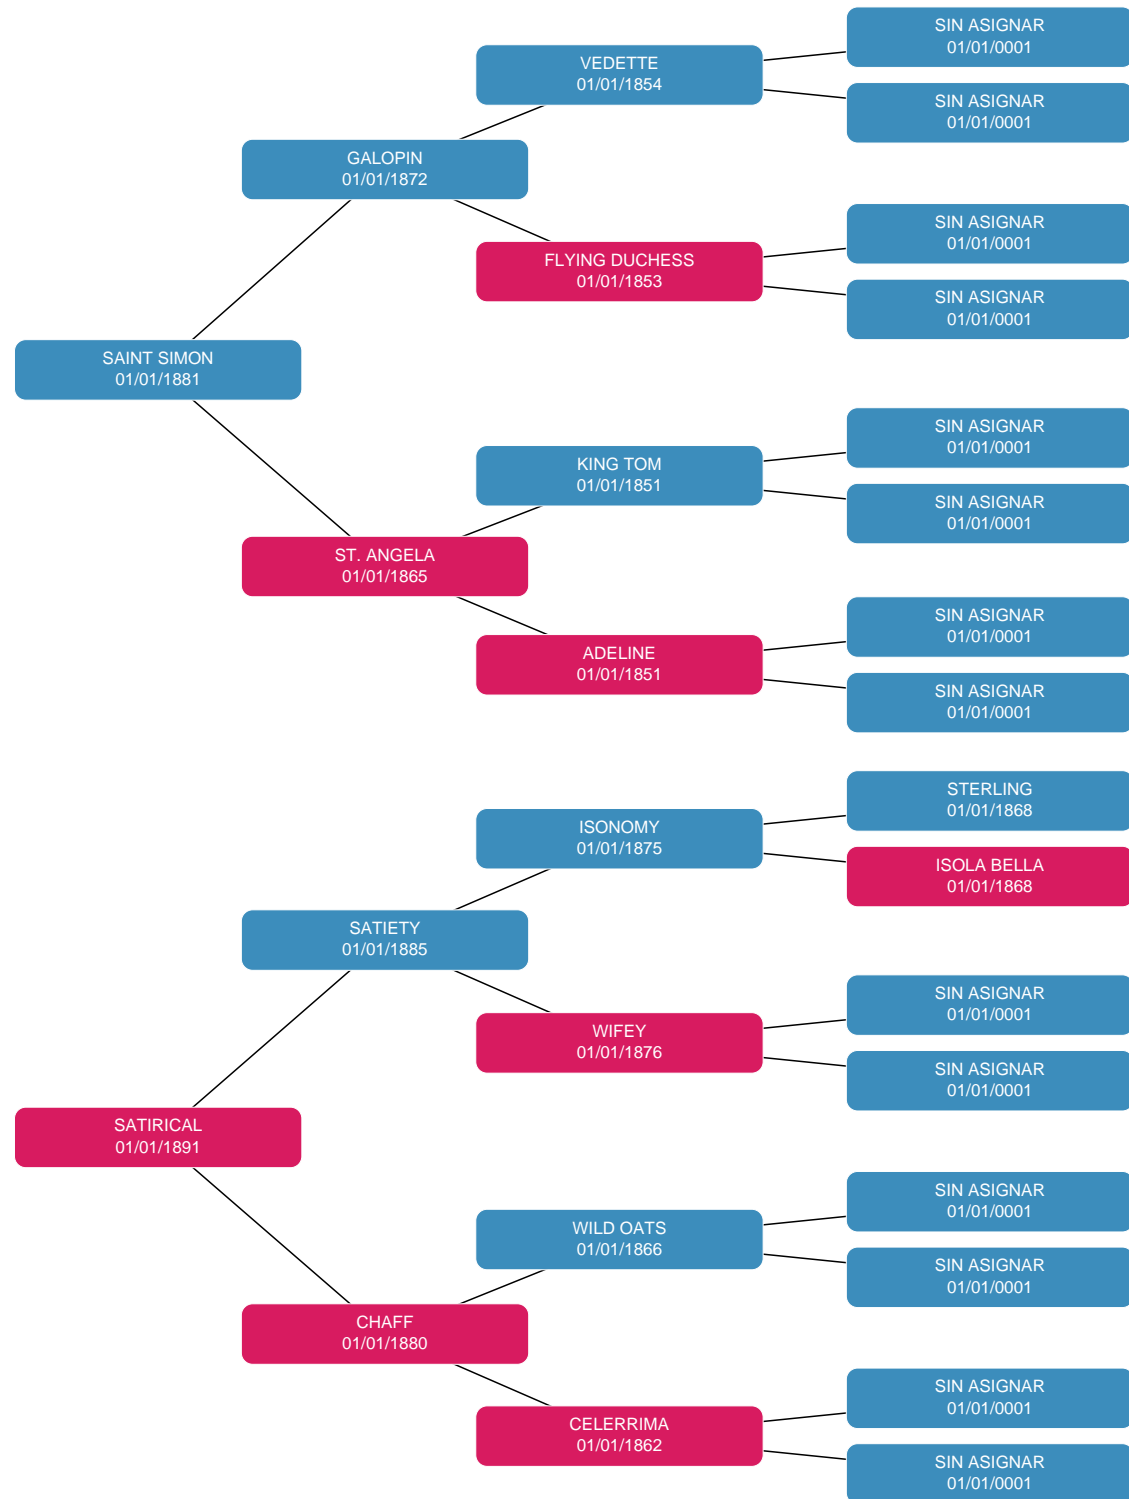 SIN ASIGNAR
01/01/0001
VEDETTE
01/01/1854
SIN ASIGNAR
01/01/0001
GALOPIN
01/01/1872
SIN ASIGNAR
01/01/0001
FLYING DUCHESS
01/01/1853
SIN ASIGNAR
01/01/0001
SAINT SIMON
01/01/1881
SIN ASIGNAR
01/01/0001
KING TOM
01/01/1851
SIN ASIGNAR
01/01/0001
ST. ANGELA
01/01/1865
SIN ASIGNAR
01/01/0001
ADELINE
01/01/1851
SIN ASIGNAR
01/01/0001
STERLING
01/01/1868
ISONOMY
01/01/1875
ISOLA BELLA
01/01/1868
SATIETY
01/01/1885
SIN ASIGNAR
01/01/0001
WIFEY
01/01/1876
SIN ASIGNAR
01/01/0001
SATIRICAL
01/01/1891
SIN ASIGNAR
01/01/0001
WILD OATS
01/01/1866
SIN ASIGNAR
01/01/0001
CHAFF
01/01/1880
SIN ASIGNAR
01/01/0001
CELERRIMA
01/01/1862
SIN ASIGNAR
01/01/0001